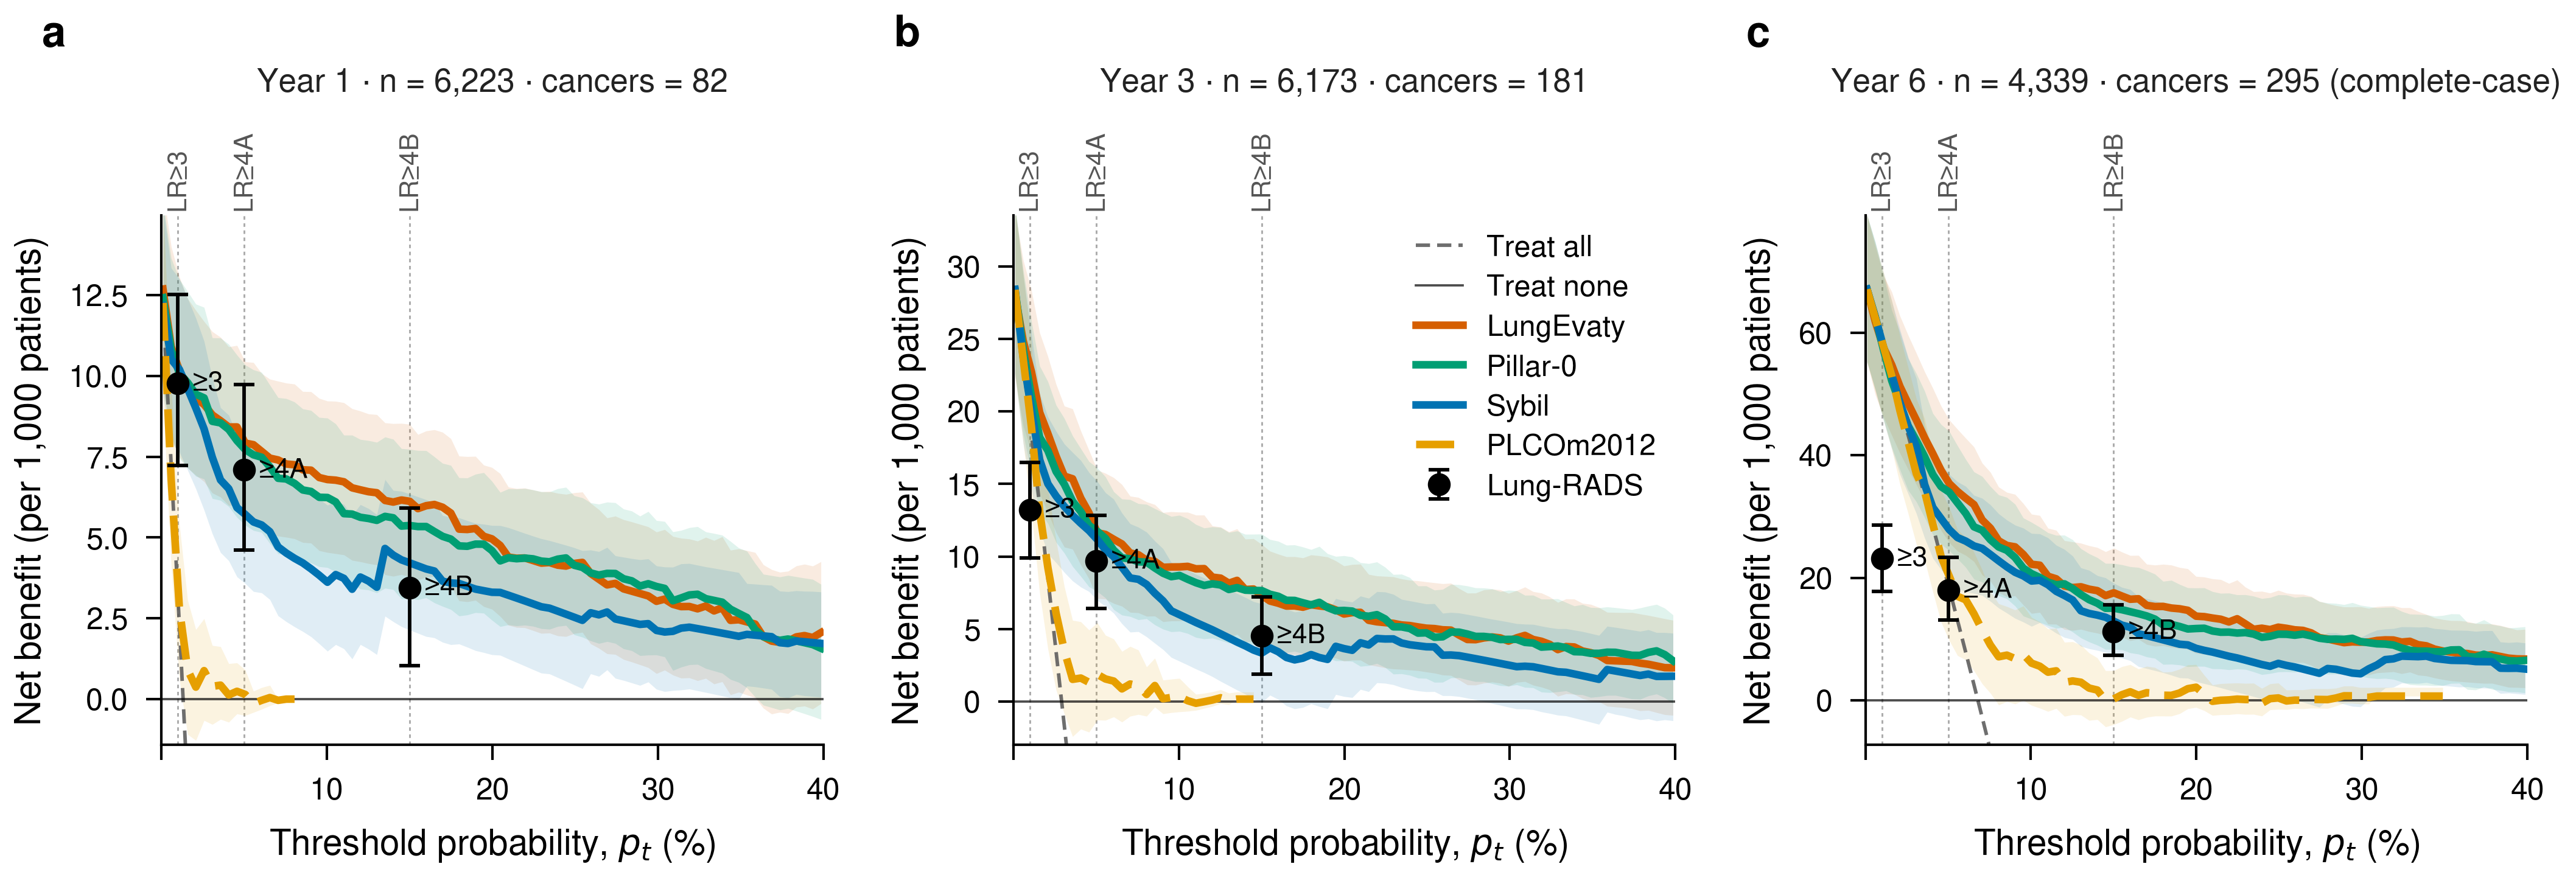 a
Year 1 · n = 6,223 · cancers = 82
LR≥3
LR≥4A
LR≥4B
Net benefit (per 1,000 patients)
12.5
10.0
7.5
5.0
2.5
0.0
≥3
≥4A
≥4B
10
20
30
40
Threshold probability, pt (%)
b
Year 3 · n = 6,173 · cancers = 181
LR≥3
LR≥4A
LR≥4B
Net benefit (per 1,000 patients)
30
25
20
15
10
5
0
≥3
≥4A
≥4B
Treat all
Treat none
LungEvaty
Pillar-0
Sybil
PLCOm2012
Lung-RADS
10
20
30
40
Threshold probability, pt (%)
c
Year 6 · n = 4,339 · cancers = 295 (complete-case)
LR≥3
LR≥4A
LR≥4B
Net benefit (per 1,000 patients)
60
40
20
0
≥3
≥4A
≥4B
10
20
30
40
Threshold probability, pt (%)